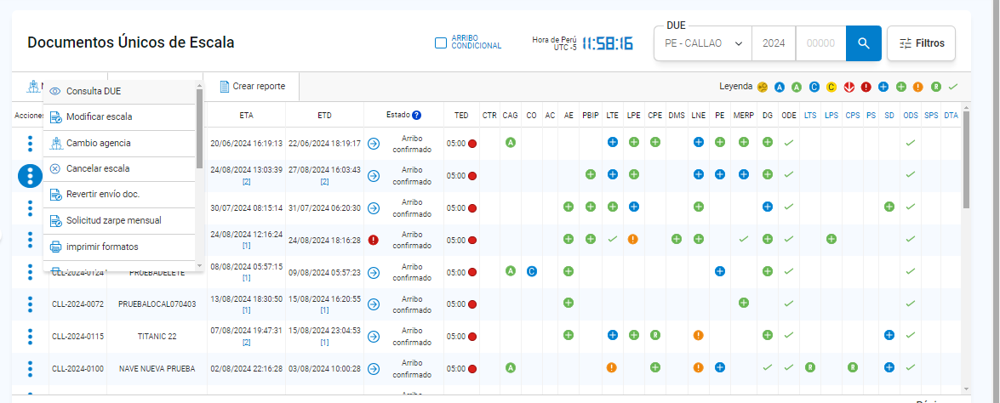 Documentos Únicos de Escala
ARRIBO
CONDICIONAL
Hora de Perú
UTC -5
11:58:16
DUE
PE - CALLAO
2024
00000
Filtros
Crear reporte
Leyenda
A A C C ! + + ! R
Consulta DUE
Modificar escala
Cambio agencia
Cancelar escala
Revertir envío doc.
Solicitud zarpe mensual
imprimir formatos
Acciones ETA ETD Estado ? TED CTR CAG CO AC AE PBIP LTE LPE CPE DMS LNE PE MERP DG ODE LTS LPS CPS PS SD ODS SPS DTA
20/06/2024 16:19:13 22/06/2024 18:19:17 Arribo confirmado 05:00 A + + + + + + + +
24/08/2024 13:03:39 [2] 27/08/2024 16:03:43 [2] Arribo confirmado 05:00 + + + + + + +
30/07/2024 08:15:14 31/07/2024 06:20:30 Arribo confirmado 05:00 + + + + + + +
24/08/2024 12:16:24 [1] 24/08/2024 18:16:28 ! Arribo confirmado 05:00 + + ! + + + +
CLL-2024-0124 PRUEBADELETE 08/08/2024 05:57:15 [1] 09/08/2024 05:57:23 Arribo confirmado 05:00 A C + + +
CLL-2024-0072 PRUEBALOCAL070403 13/08/2024 18:30:50 [1] 15/08/2024 16:20:55 [1] Arribo confirmado 05:00 + +
CLL-2024-0115 TITANIC 22 07/08/2024 19:47:31 [2] 15/08/2024 23:04:53 [1] Arribo confirmado 05:00 + + + R ! + +
CLL-2024-0100 NAVE NUEVA PRUEBA 02/08/2024 22:16:28 03/08/2024 10:00:28 Arribo confirmado 05:00 A ! + ! + R R +